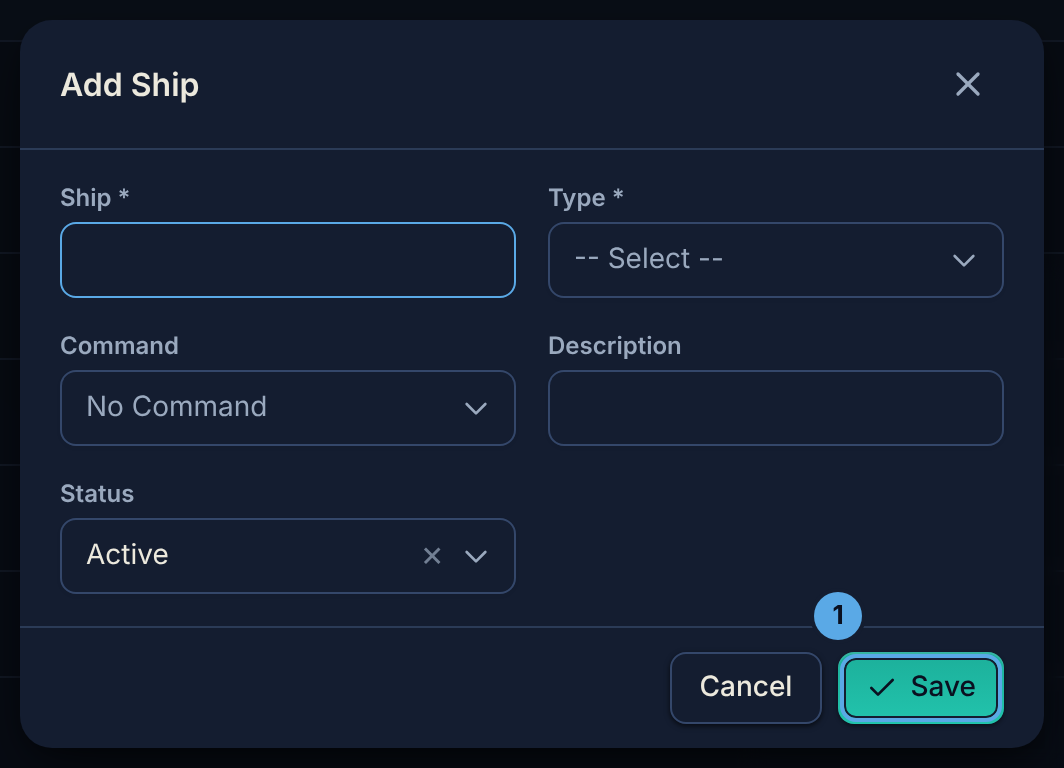 Add Ship
Ship *
Type *
-- Select --
Command
Description
No Command
Status
Active
1
Cancel
Save